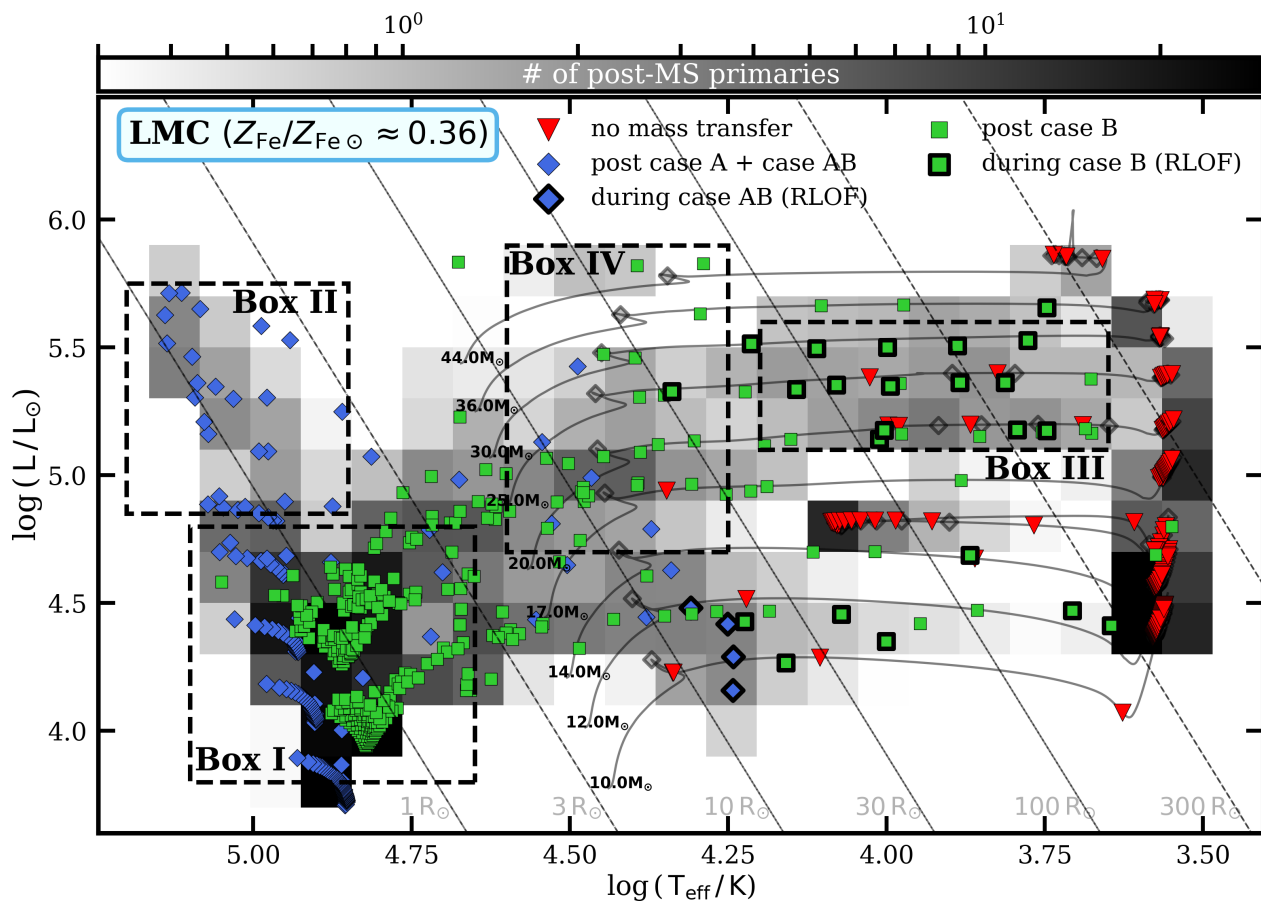 10⁰ 10¹
# of post-MS primaries
LMC (Z_Fe/Z_Fe⊙ ≈ 0.36)
no mass transfer
post case A + case AB
during case AB (RLOF)
post case B
during case B (RLOF)
6.0
5.5
5.0
4.5
4.0
log (L / L⊙)
Box IV
Box II
Box III
Box I
44.0M⊙
36.0M⊙
30.0M⊙
25.0M⊙
20.0M⊙
17.0M⊙
14.0M⊙
12.0M⊙
10.0M⊙
1 R⊙ 3 R⊙ 10 R⊙ 30 R⊙ 100 R⊙ 300 R⊙
5.00 4.75 4.50 4.25 4.00 3.75 3.50
log (T_eff / K)